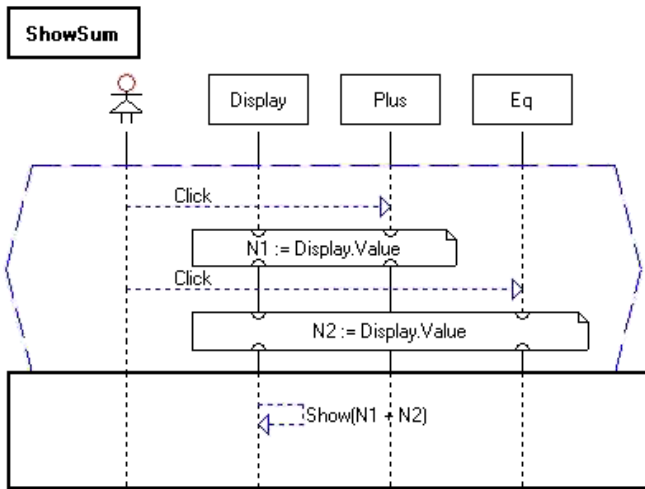 ShowSum
Display
Plus
Eq
Click
N1 := Display.Value
Click
N2 := Display.Value
Show(N1 + N2)